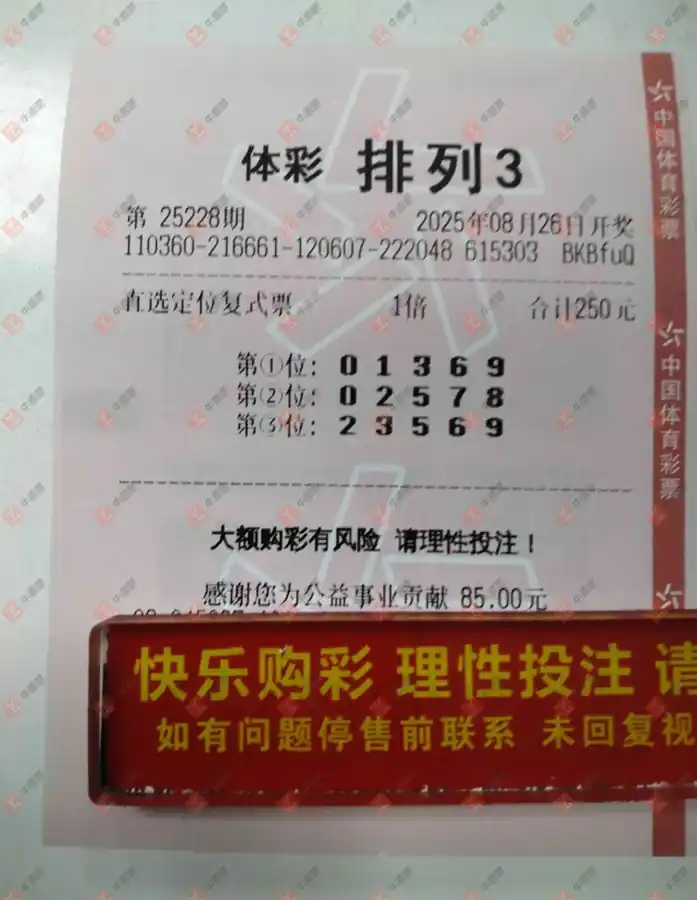 体彩 排列3
第 25228期 2025年08月26日开奖
110360-216661-120607-222048 615303 BKBfuQ
直选定位复式票 1倍 合计250元
第①位: 0 1 3 6 9
第②位: 0 2 5 7 8
第③位: 2 3 5 6 9
大额购彩有风险 请理性投注!
感谢您为公益事业贡献 85.00元
快乐购彩 理性投注 请
如有问题停售前联系 未回复视
中国体育彩票
中国体育彩票